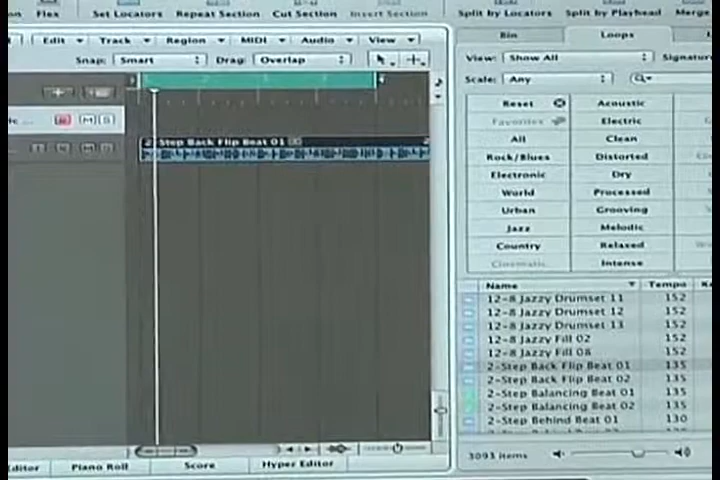 Flex Set Locators Repeat Section Cut Section Insert Section Split by Locators Split by Playhead Merge
Edit Track Region MIDI Audio View
Bin Loops
Snap: Smart Drag: Overlap
View: Show All Signature
Scale: Any
Reset Acoustic
Favorites Electric
All Clean
Rock/Blues Distorted
Electronic Dry
World Processed
Urban Grooving
Jazz Melodic
Country Relaxed
Cinematic Intense
2-Step Back Flip Beat 01
Name Tempo
12-8 Jazzy Drumset 11 152
12-8 Jazzy Drumset 12 152
12-8 Jazzy Drumset 13 152
12-8 Jazzy Fill 02 152
12-8 Jazzy Fill 08 152
2-Step Back Flip Beat 01 135
2-Step Back Flip Beat 02 135
2-Step Balancing Beat 01 135
2-Step Balancing Beat 02 135
2-Step Behind Beat 01 130
3093 items
Piano Roll Score Hyper Editor